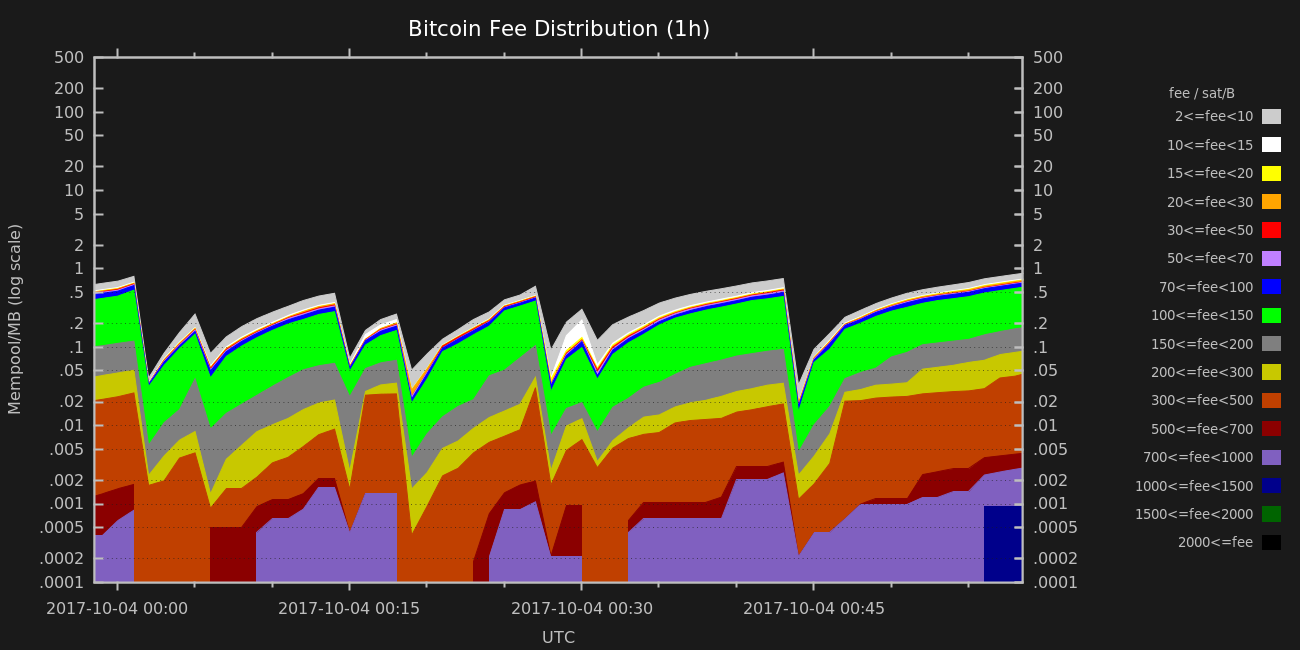 Bitcoin Fee Distribution (1h)
Mempool/MB (log scale)
500
200
100
50
20
10
5
2
1
.5
.2
.1
.05
.02
.01
.005
.002
.001
.0005
.0002
.0001
500
200
100
50
20
10
5
2
1
.5
.2
.1
.05
.02
.01
.005
.002
.001
.0005
.0002
.0001
2017-10-04 00:00
2017-10-04 00:15
2017-10-04 00:30
2017-10-04 00:45
UTC
fee / sat/B
2<=fee<10
10<=fee<15
15<=fee<20
20<=fee<30
30<=fee<50
50<=fee<70
70<=fee<100
100<=fee<150
150<=fee<200
200<=fee<300
300<=fee<500
500<=fee<700
700<=fee<1000
1000<=fee<1500
1500<=fee<2000
2000<=fee